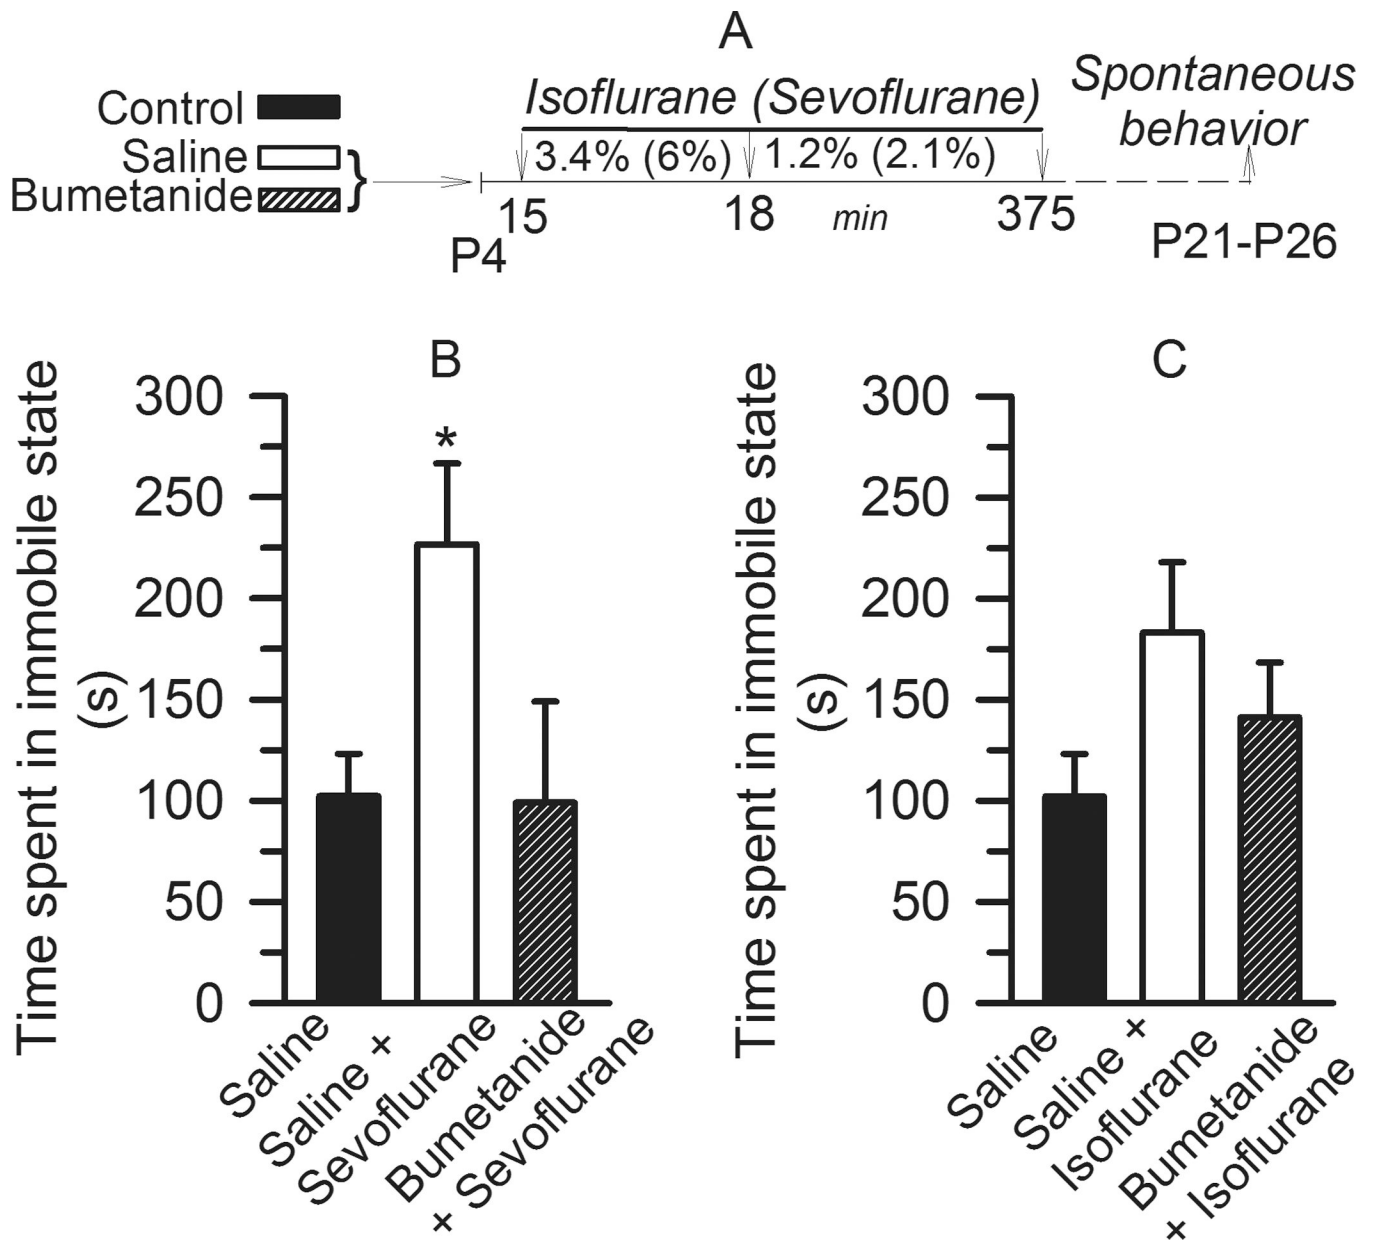 A
Control
Saline
Bumetanide
}
Isoflurane (Sevoflurane)
3.4% (6%)
1.2% (2.1%)
Spontaneous
behavior
15
18
min
375
P4
P21-P26
B
Time spent in immobile state
(s)
300
250
200
150
100
50
0
*
Saline
Saline +
Sevoflurane
Bumetanide
+ Sevoflurane
C
Time spent in immobile state
(s)
300
250
200
150
100
50
0
Saline
Saline +
Isoflurane
Bumetanide
+ Isoflurane